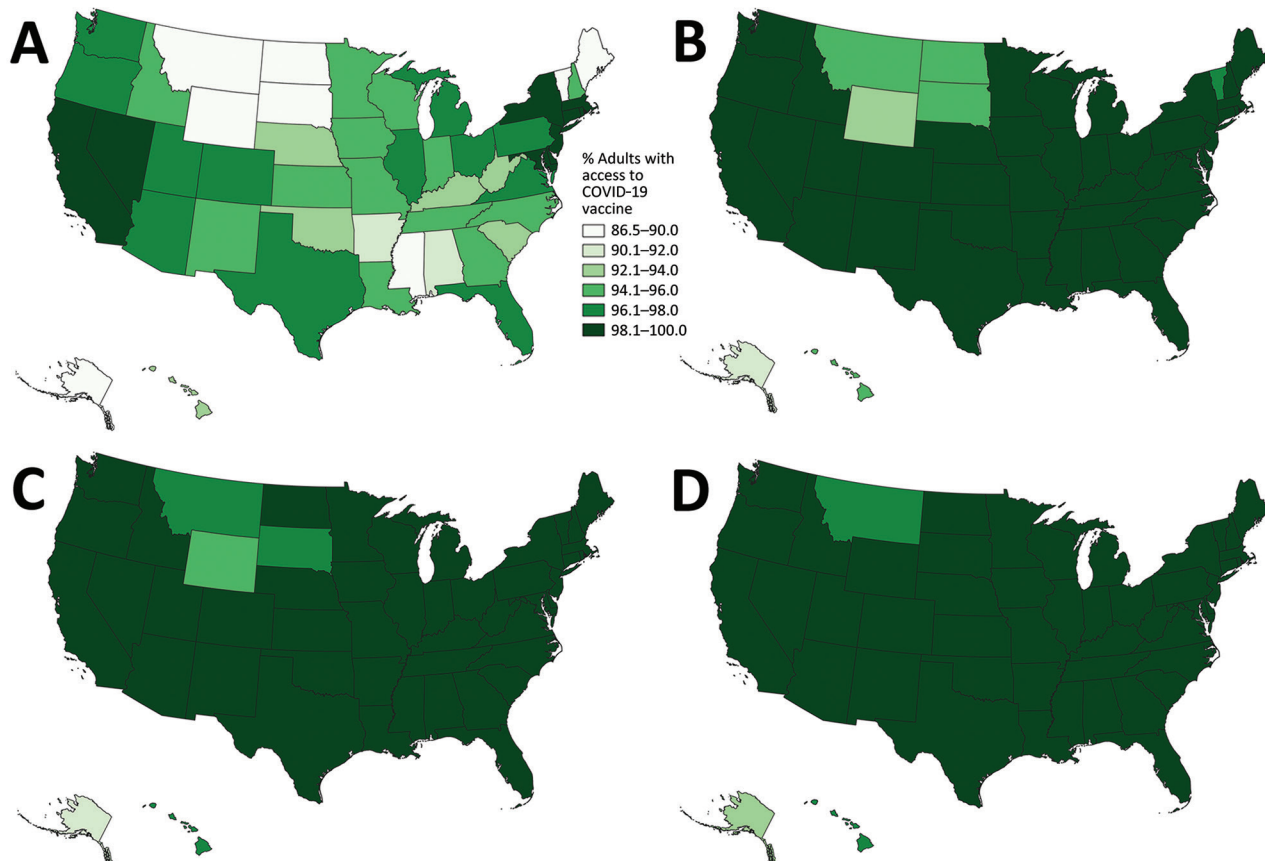 A
B
% Adults with
access to
COVID-19
vaccine
86.5–90.0
90.1–92.0
92.1–94.0
94.1–96.0
96.1–98.0
98.1–100.0
C
D